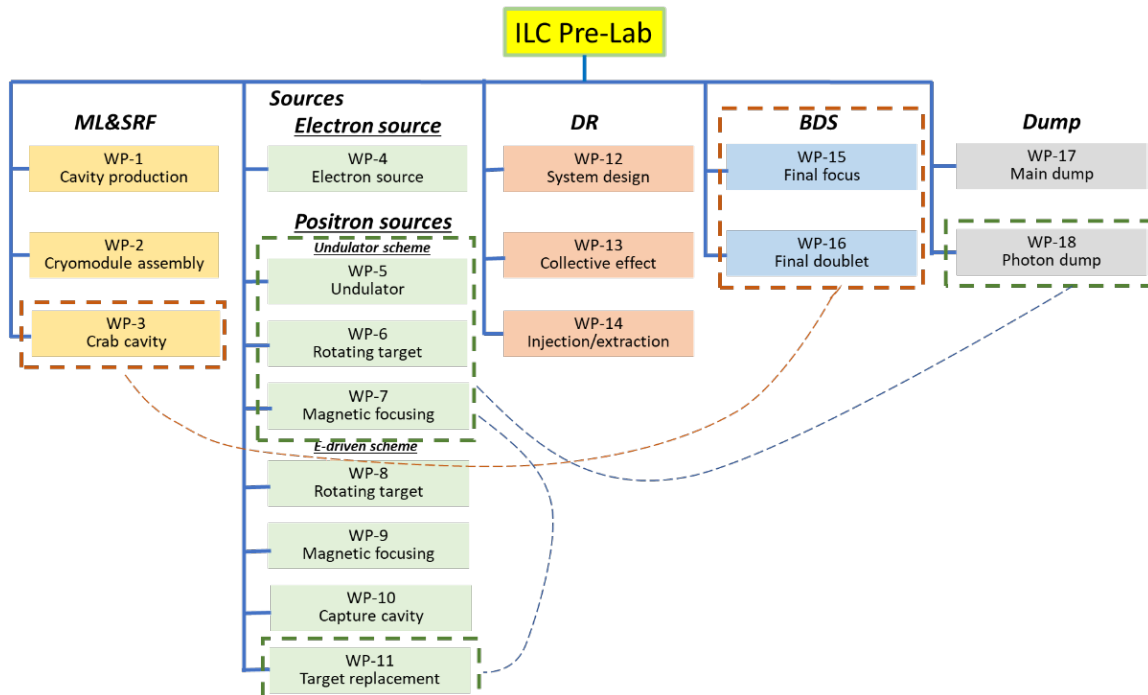 ILC Pre-Lab
ML&SRF
WP-1
Cavity production
WP-2
Cryomodule assembly
WP-3
Crab cavity
Sources
Electron source
WP-4
Electron source
Positron sources
Undulator scheme
WP-5
Undulator
WP-6
Rotating target
WP-7
Magnetic focusing
E-driven scheme
WP-8
Rotating target
WP-9
Magnetic focusing
WP-10
Capture cavity
WP-11
Target replacement
DR
WP-12
System design
WP-13
Collective effect
WP-14
Injection/extraction
BDS
WP-15
Final focus
WP-16
Final doublet
Dump
WP-17
Main dump
WP-18
Photon dump